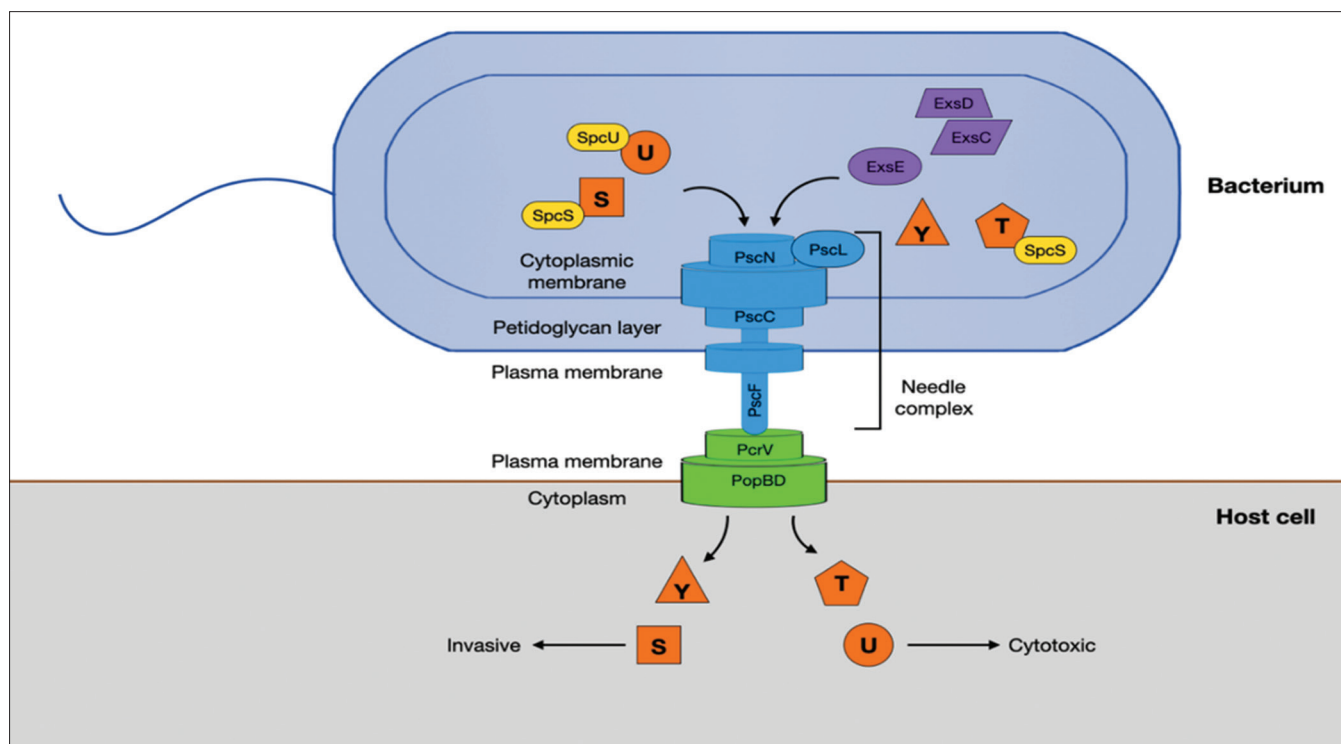 ExsD
ExsC
SpcU
U
ExsE
S
SpcS
Bacterium
Y
T
SpcS
PscN
PscL
Cytoplasmic
membrane
PscC
Petidoglycan layer
Plasma membrane
PscF
Needle
complex
PcrV
Plasma membrane
PopBD
Cytoplasm
Host cell
Y
T
Invasive
S
U
Cytotoxic